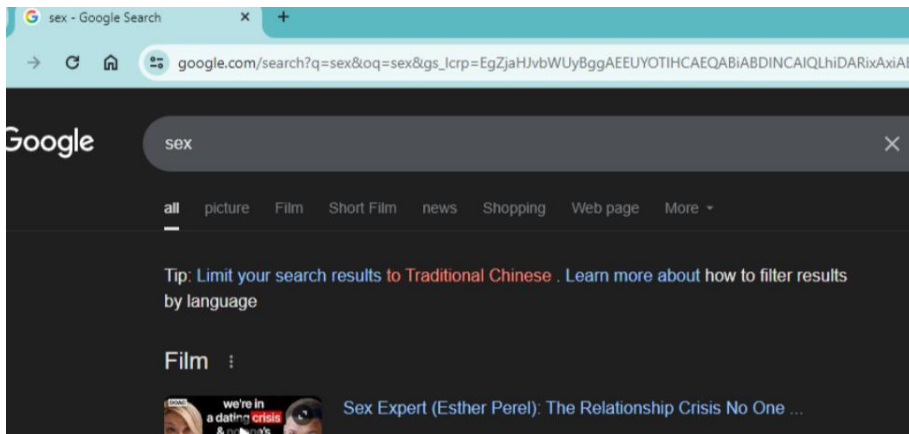 sex - Google Search
google.com/search?q=sex&oq=sex&gs_lcrp=EgZjaHJvbWUyBggAEEUYOTIHCAEQABiABDINCAIQLhiDARixAxiAB
Google
sex
all picture Film Short Film news Shopping Web page More
Tip: Limit your search results to Traditional Chinese . Learn more about how to filter results
by language
Film
we're in
a dating crisis
Sex Expert (Esther Perel): The Relationship Crisis No One ...